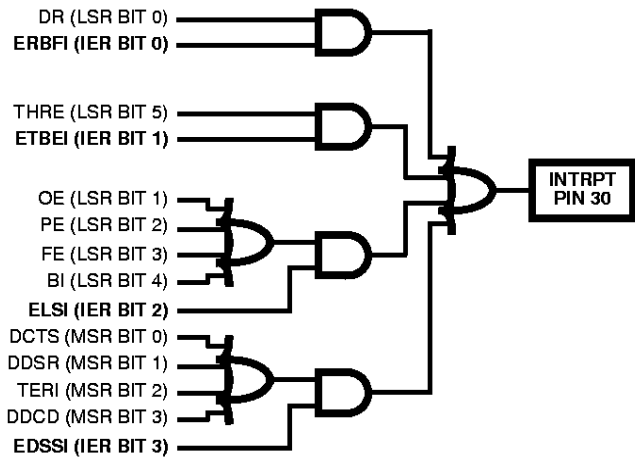 DR (LSR BIT 0)
ERBFI (IER BIT 0)
THRE (LSR BIT 5)
ETBEI (IER BIT 1)
OE (LSR BIT 1)
PE (LSR BIT 2)
FE (LSR BIT 3)
BI (LSR BIT 4)
ELSI (IER BIT 2)
DCTS (MSR BIT 0)
DDSR (MSR BIT 1)
TERI (MSR BIT 2)
DDCD (MSR BIT 3)
EDSSI (IER BIT 3)
INTRPT
PIN 30